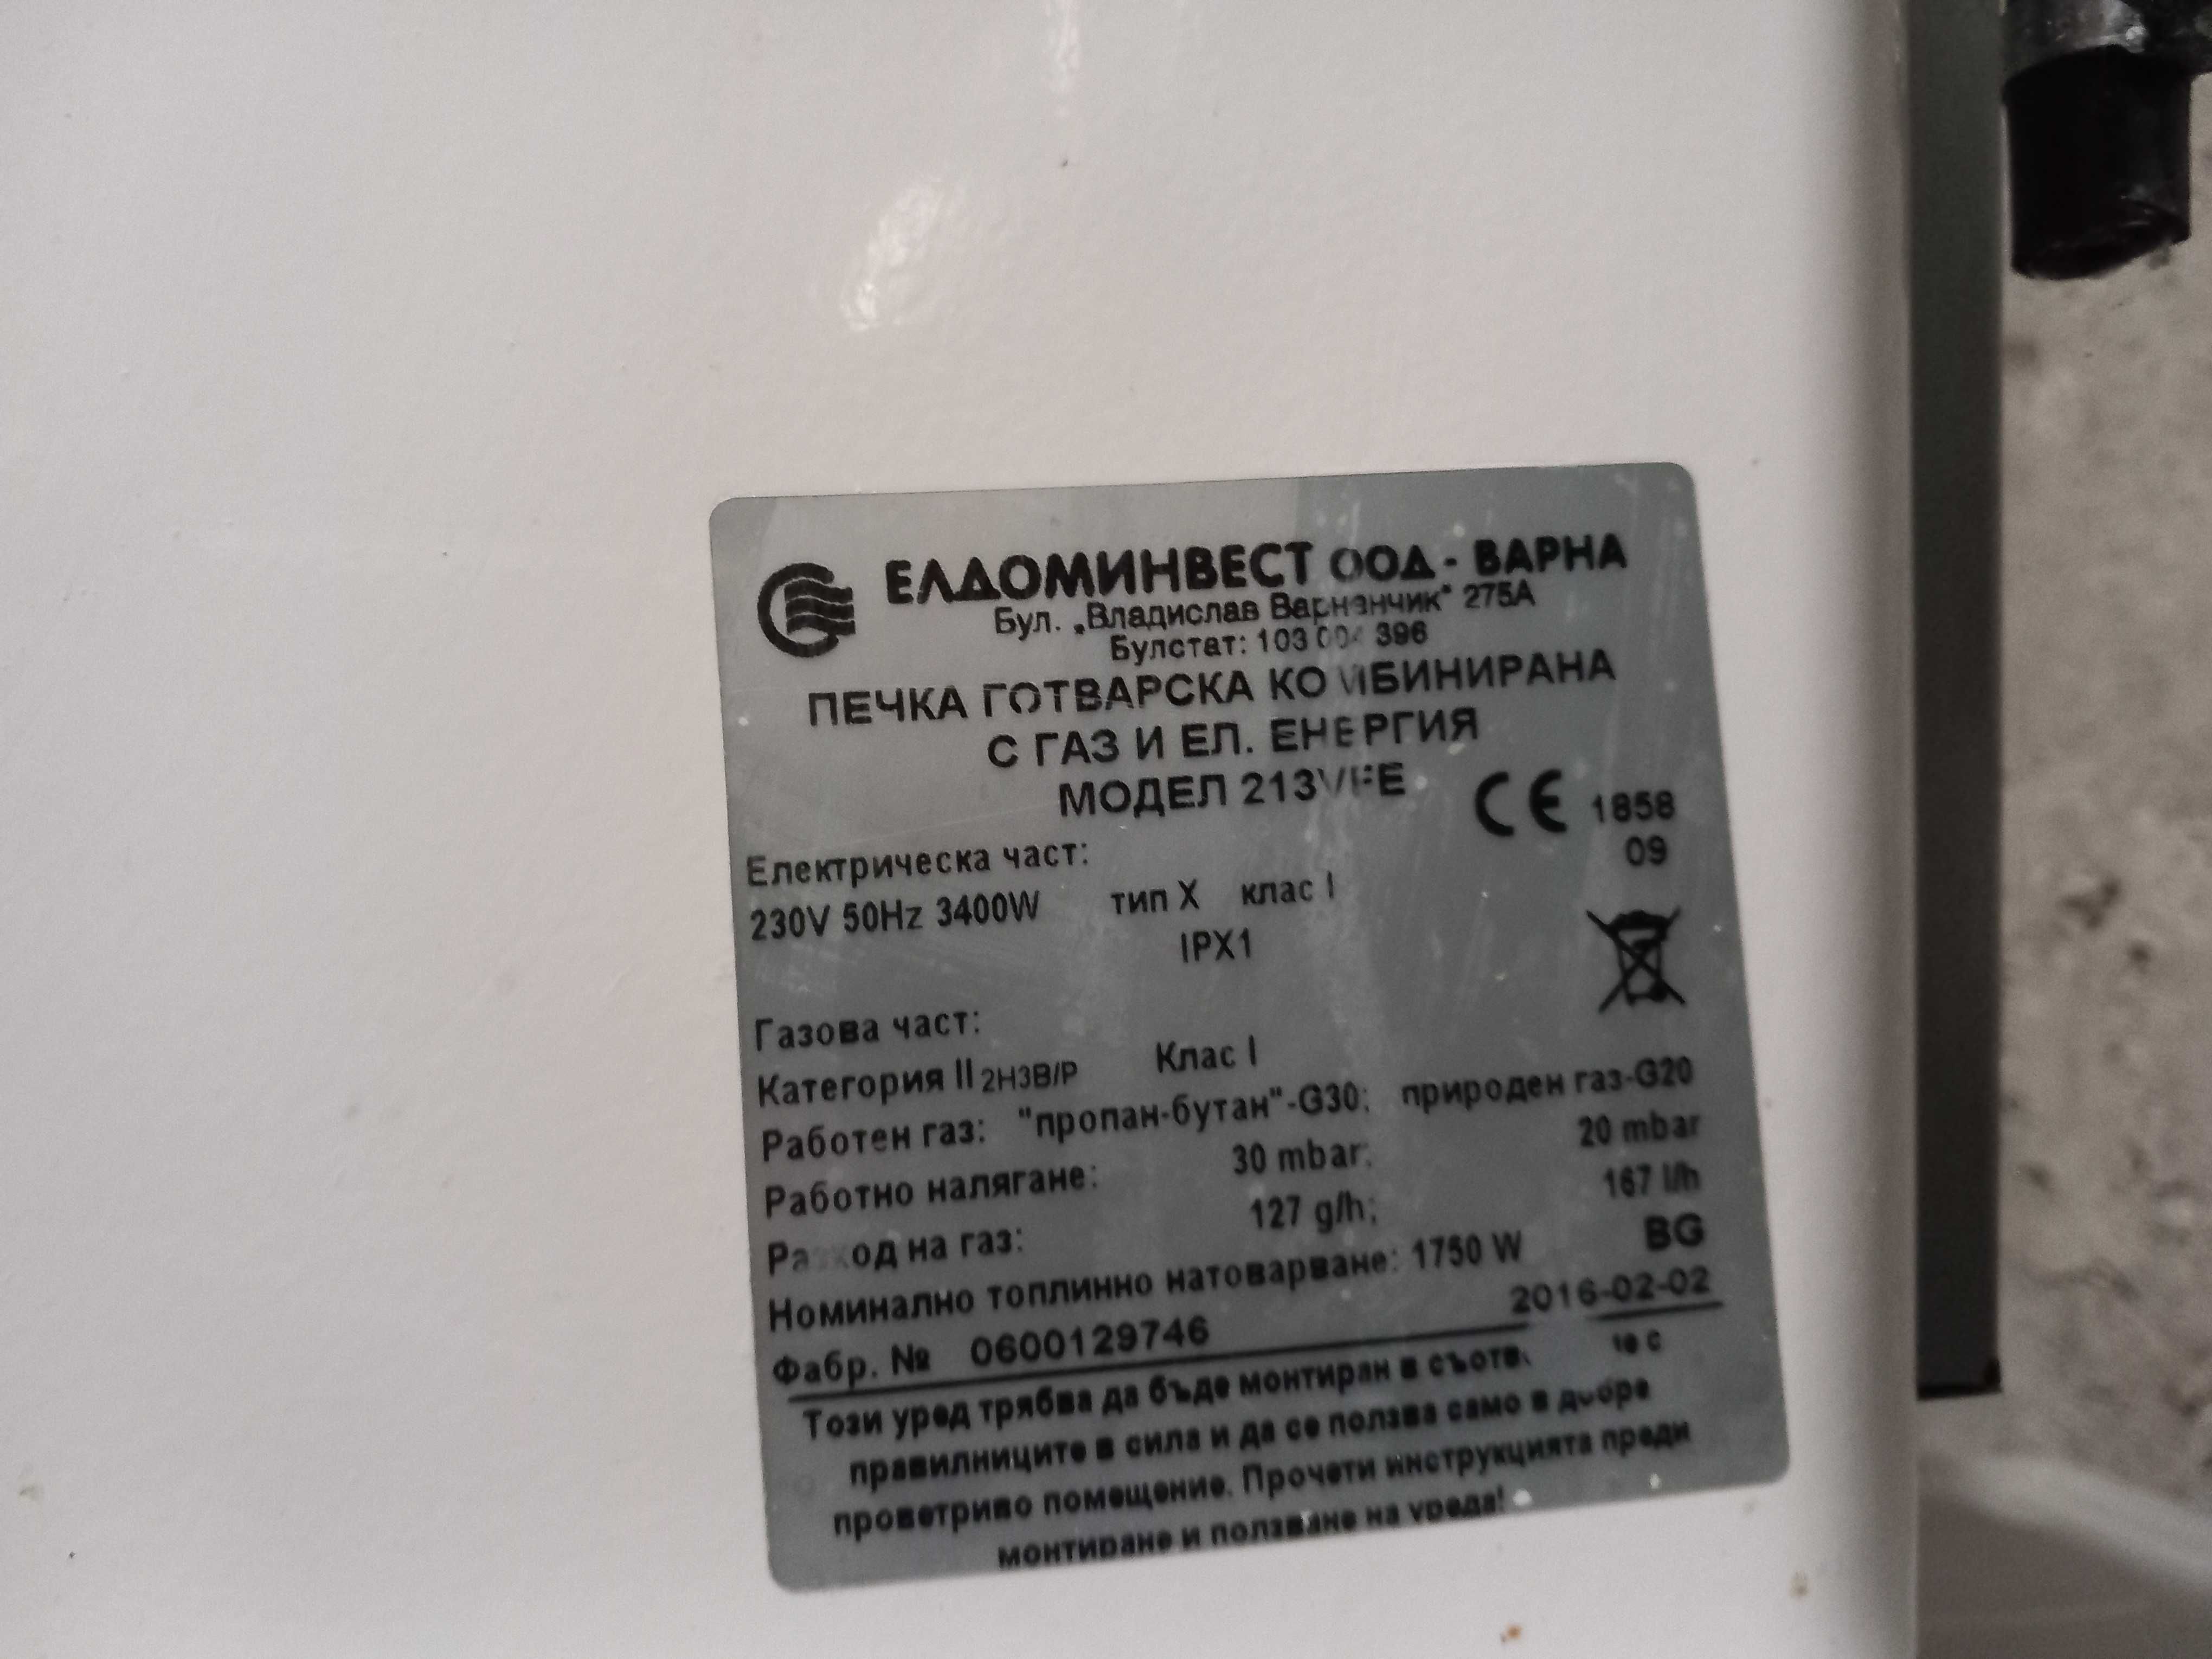 ЕЛДОМИНВЕСТ ООД - ВАРНА
Бул. „Владислав Варненчик" 275А
Булстат: 103 004 396
ПЕЧКА ГОТВАРСКА КОМБИНИРАНА
С ГАЗ И ЕЛ. ЕНЕРГИЯ
МОДЕЛ
CE 1858
09
Електрическа част:
230V 50Hz 3400W тип X клас I
IPX1
Газова част:
Категория II 2H3B/P Клас I
Работен газ: "пропан-бутан"-G30; природен газ-G20
Работно налягане: 30 mbar; 20 mbar
Разход на газ: 127 g/h; 167 l/h
Номинално топлинно натоварване: 1750 W BG
Фабр. № 0600129746 2016-02-02
Този уред трябва да бъде монтиран в с
правилниците в сила и да се ползва само в добре
проветриво помещение. Прочети инструкцията преди
монтиране и ползване на уреда!